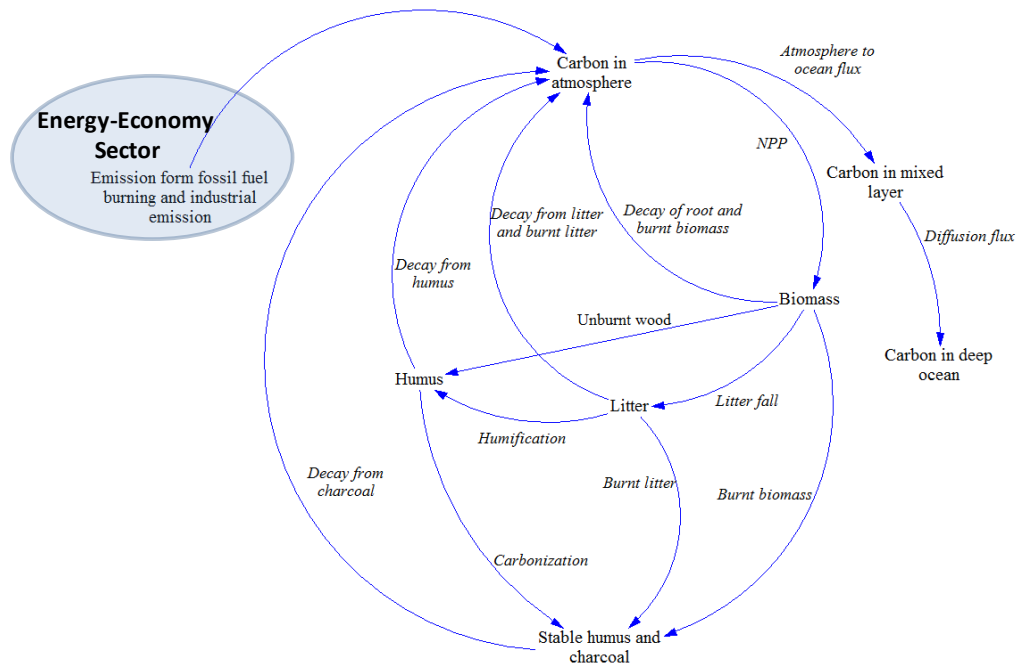 Carbon in
atmosphere
Atmosphere to
ocean flux
Energy-Economy
Sector
Emission form fossil fuel
burning and industrial
emission
NPP
Carbon in mixed
layer
Decay from litter
and burnt litter
Decay of root and
burnt biomass
Diffusion flux
Decay from
humus
Biomass
Unburnt wood
Carbon in deep
ocean
Humus
Litter
Litter fall
Humification
Decay from
charcoal
Burnt litter
Burnt biomass
Carbonization
Stable humus and
charcoal